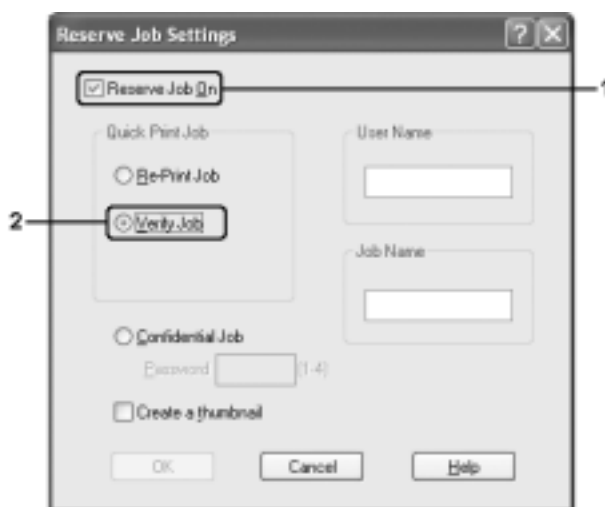 Reserve Job Settings
Reserve Job On
1
Quick Print Job
User Name
Re-Print Job
2
Verify Job
Job Name
Confidential Job
Password
(1-4)
Create a thumbnail
OK
Cancel
Help